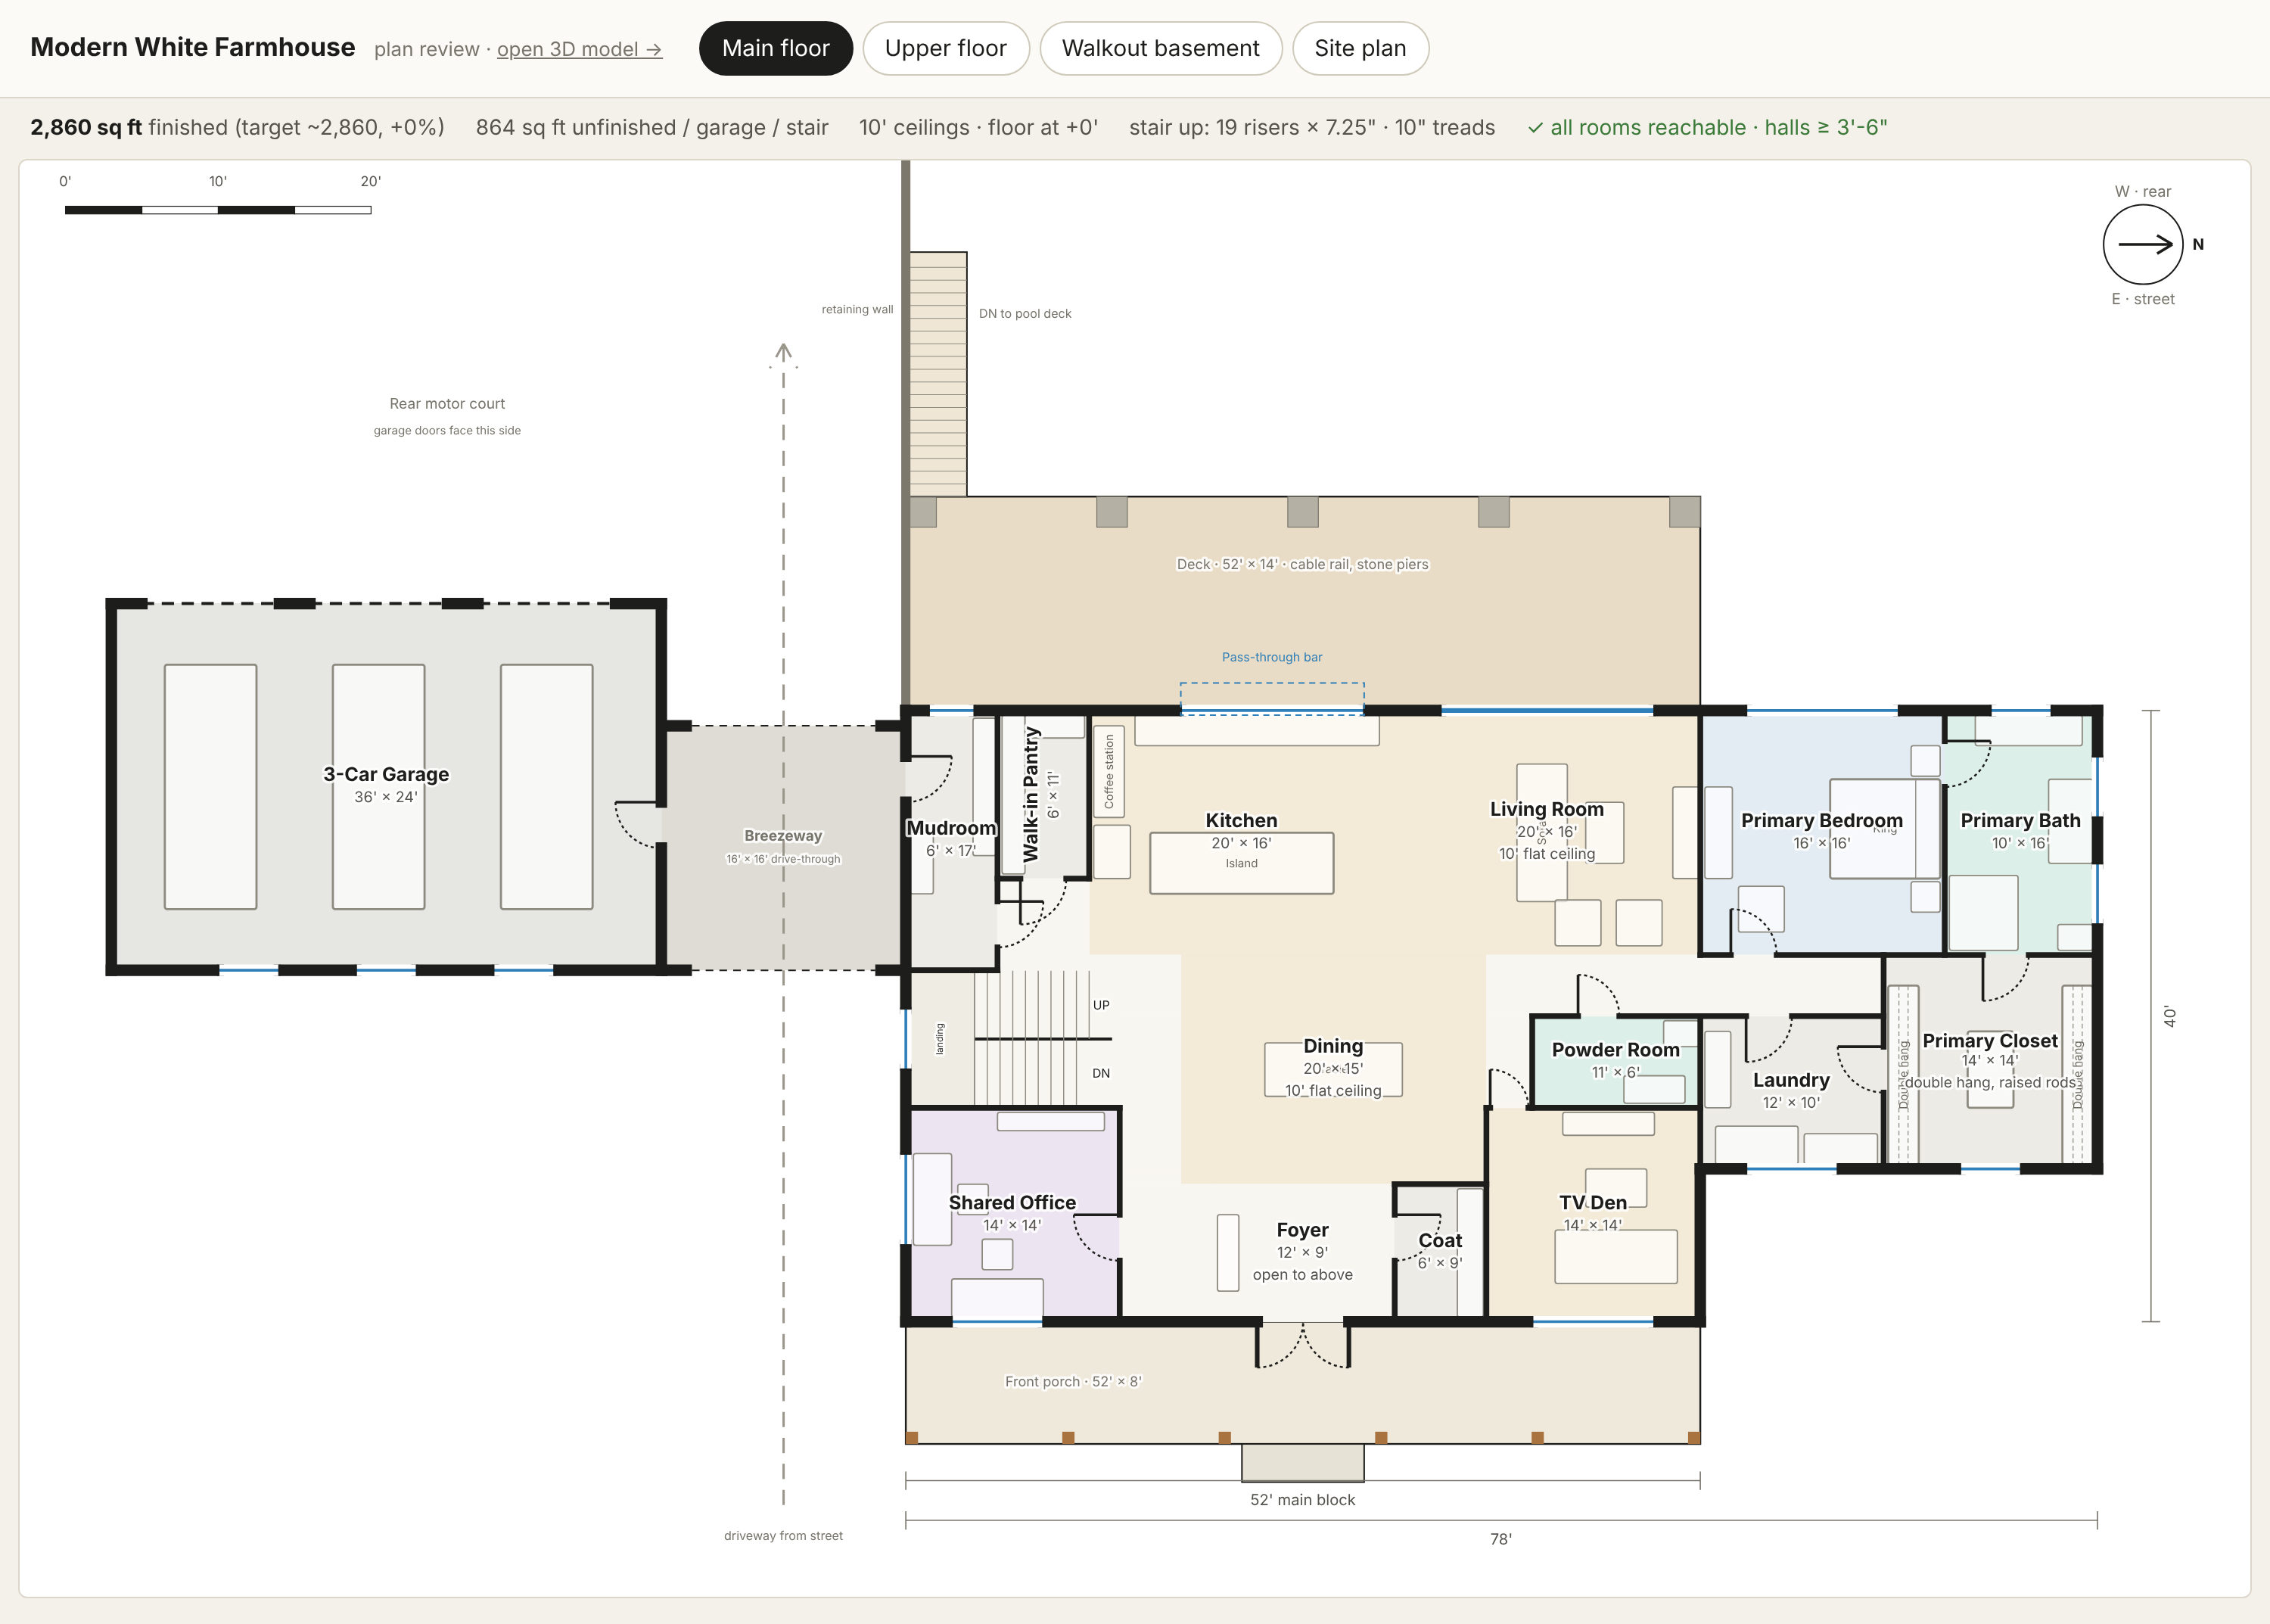 Modern White Farmhouse plan review · open 3D model → Main floor Upper floor Walkout basement Site plan
2,860 sq ft finished (target ~2,860, +0%) 864 sq ft unfinished / garage / stair 10' ceilings · floor at +0' stair up: 19 risers × 7.25" · 10" treads ✓ all rooms reachable · halls ≥ 3'-6"
0' 10' 20'
W · rear
N
E · street
retaining wall
DN to pool deck
Rear motor court
garage doors face this side
Deck · 52' × 14' · cable rail, stone piers
Pass-through bar
3-Car Garage
36' × 24'
Breezeway
16' × 16' drive-through
Mudroom
6' × 17'
Walk-in Pantry
6' × 11'
Coffee station
Kitchen
20' × 16'
Island
Living Room
20' × 16'
10' flat ceiling
Primary Bedroom
16' × 16'
King
Primary Bath
10' × 16'
UP
landing
DN
Dining
20' × 15'
10' flat ceiling
Powder Room
11' × 6'
Laundry
12' × 10'
Primary Closet
14' × 14'
double hang, raised rods
Double hang
Double hang
40'
Shared Office
14' × 14'
Foyer
12' × 9'
open to above
Coat
6' × 9'
TV Den
14' × 14'
Front porch · 52' × 8'
52' main block
driveway from street
78'